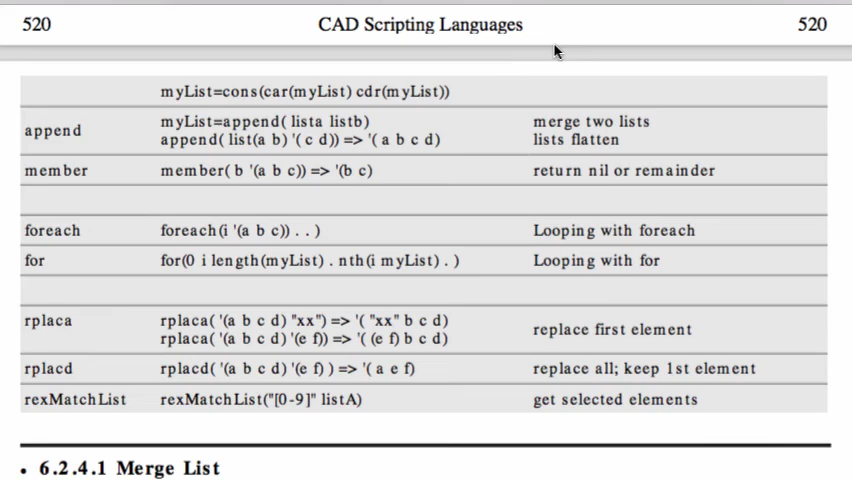 520 CAD Scripting Languages 520
myList=cons(car(myList) cdr(myList))
append myList=append( lista listb) merge two lists
append( list(a b) '( c d)) => '( a b c d) lists flatten
member member( b '(a b c)) => '(b c) return nil or remainder
foreach foreach(i '(a b c)) . . ) Looping with foreach
for for(0 i length(myList) . nth(i myList) . ) Looping with for
rplaca rplaca( '(a b c d) "xx") => '( "xx" b c d) replace first element
rplaca( '(a b c d) '(e f)) => '( (e f) b c d)
rplacd rplacd( '(a b c d) '(e f) ) => '( a e f) replace all; keep 1st element
rexMatchList rexMatchList("[0-9]" listA) get selected elements
• 6.2.4.1 Merge List